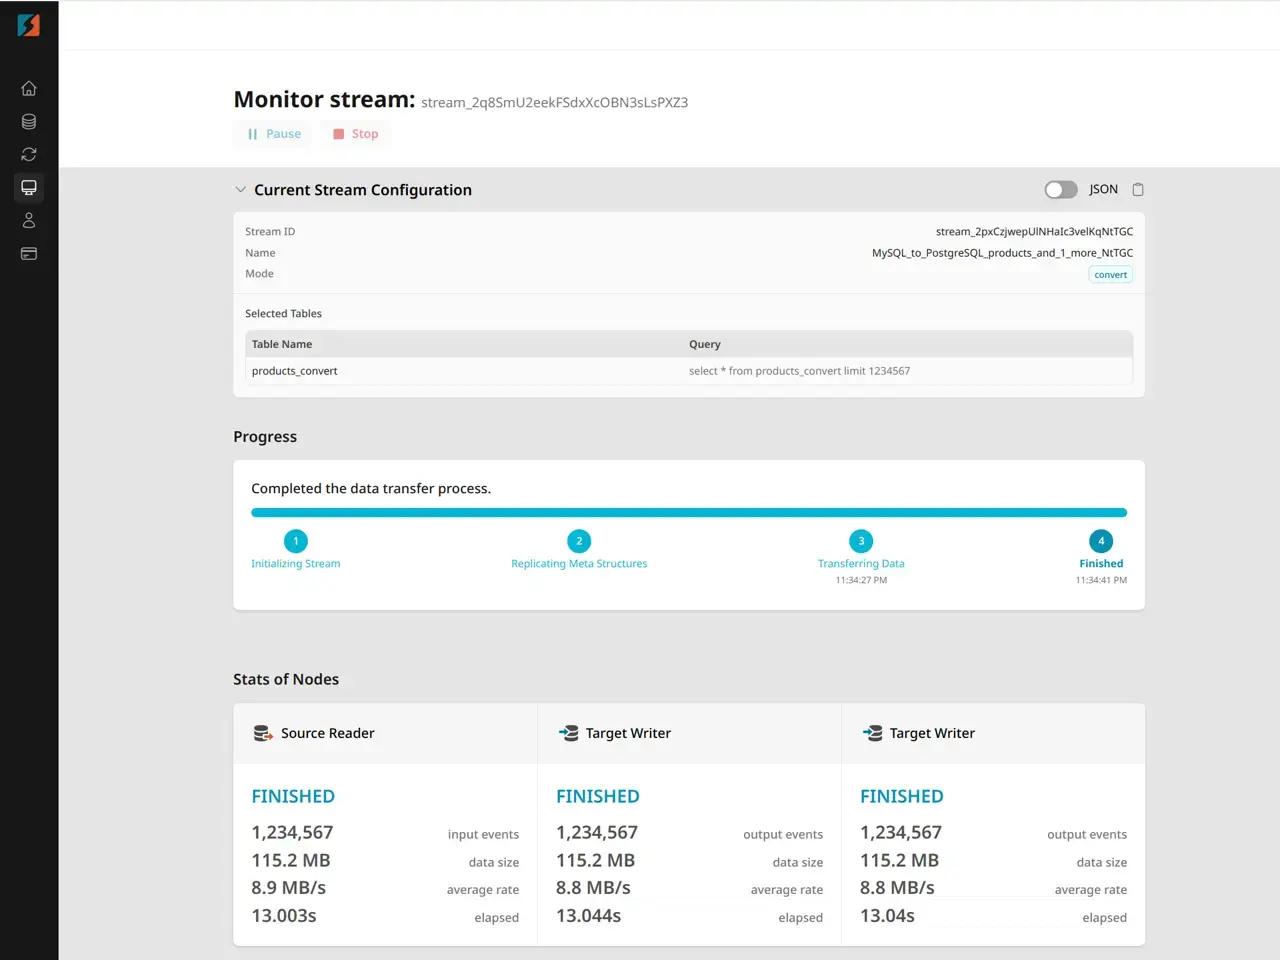 Monitor stream: stream_2q8SmU2eekFSdxXcOBN3sLsPXZ3
Pause Stop
Current Stream Configuration JSON
Stream ID stream_2pxCzjwepUlNHaIc3velKqNtTGC
Name MySQL_to_PostgreSQL_products_and_1_more_NtTGC
Mode convert
Selected Tables
Table Name Query
products_convert select * from products_convert limit 1234567
Progress
Completed the data transfer process.
1 2 3 4
Initializing Stream Replicating Meta Structures Transferring Data Finished
11:34:27 PM 11:34:41 PM
Stats of Nodes
Source Reader Target Writer Target Writer
FINISHED FINISHED FINISHED
1,234,567 input events 1,234,567 output events 1,234,567 output events
115.2 MB data size 115.2 MB data size 115.2 MB data size
8.9 MB/s average rate 8.8 MB/s average rate 8.8 MB/s average rate
13.003s elapsed 13.044s elapsed 13.04s elapsed